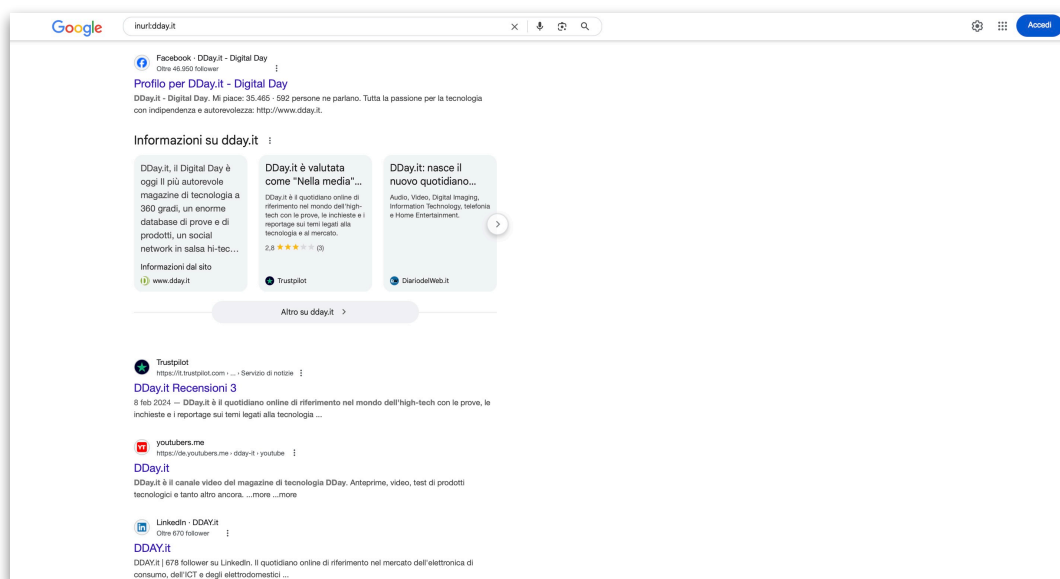 Google
inurl:dday.it
Accedi
Facebook · DDay.it - Digital Day
Oltre 46.950 follower
Profilo per DDay.it - Digital Day
DDay.it - Digital Day. Mi piace: 35.465 · 592 persone ne parlano. Tutta la passione per la tecnologia
con indipendenza e autorevolezza: http://www.dday.it.
Informazioni su dday.it
DDay.it, il Digital Day è
oggi Il più autorevole
magazine di tecnologia a
360 gradi, un enorme
database di prove e di
prodotti, un social
network in salsa hi-tec...
Informazioni dal sito
www.dday.it
DDay.it è valutata
come "Nella media"...
DDay.it è il quotidiano online di
riferimento nel mondo dell'high-
tech con le prove, le inchieste e i
reportage sui temi legati alla
tecnologia e al mercato.
2,8 ★★★★★ (3)
Trustpilot
DDay.it: nasce il
nuovo quotidiano...
Audio, Video, Digital Imaging,
Information Technology, telefonia
e Home Entertainment.
DiariodelWeb.it
Altro su dday.it
Trustpilot
https://it.trustpilot.com › ... › Servizio di notizie
DDay.it Recensioni 3
8 feb 2024 — DDay.it è il quotidiano online di riferimento nel mondo dell'high-tech con le prove, le
inchieste e i reportage sui temi legati alla tecnologia ...
YT
youtubers.me
https://de.youtubers.me › dday-it › youtube
DDay.it
DDay.it è il canale video del magazine di tecnologia DDay. Anteprime, video, test di prodotti
tecnologici e tanto altro ancora. ...more ...more
in
LinkedIn · DDAY.it
Oltre 670 follower
DDAY.it
DDAY.it | 678 follower su LinkedIn. Il quotidiano online di riferimento nel mercato dell'elettronica di
consumo, dell'ICT e degli elettrodomestici ...